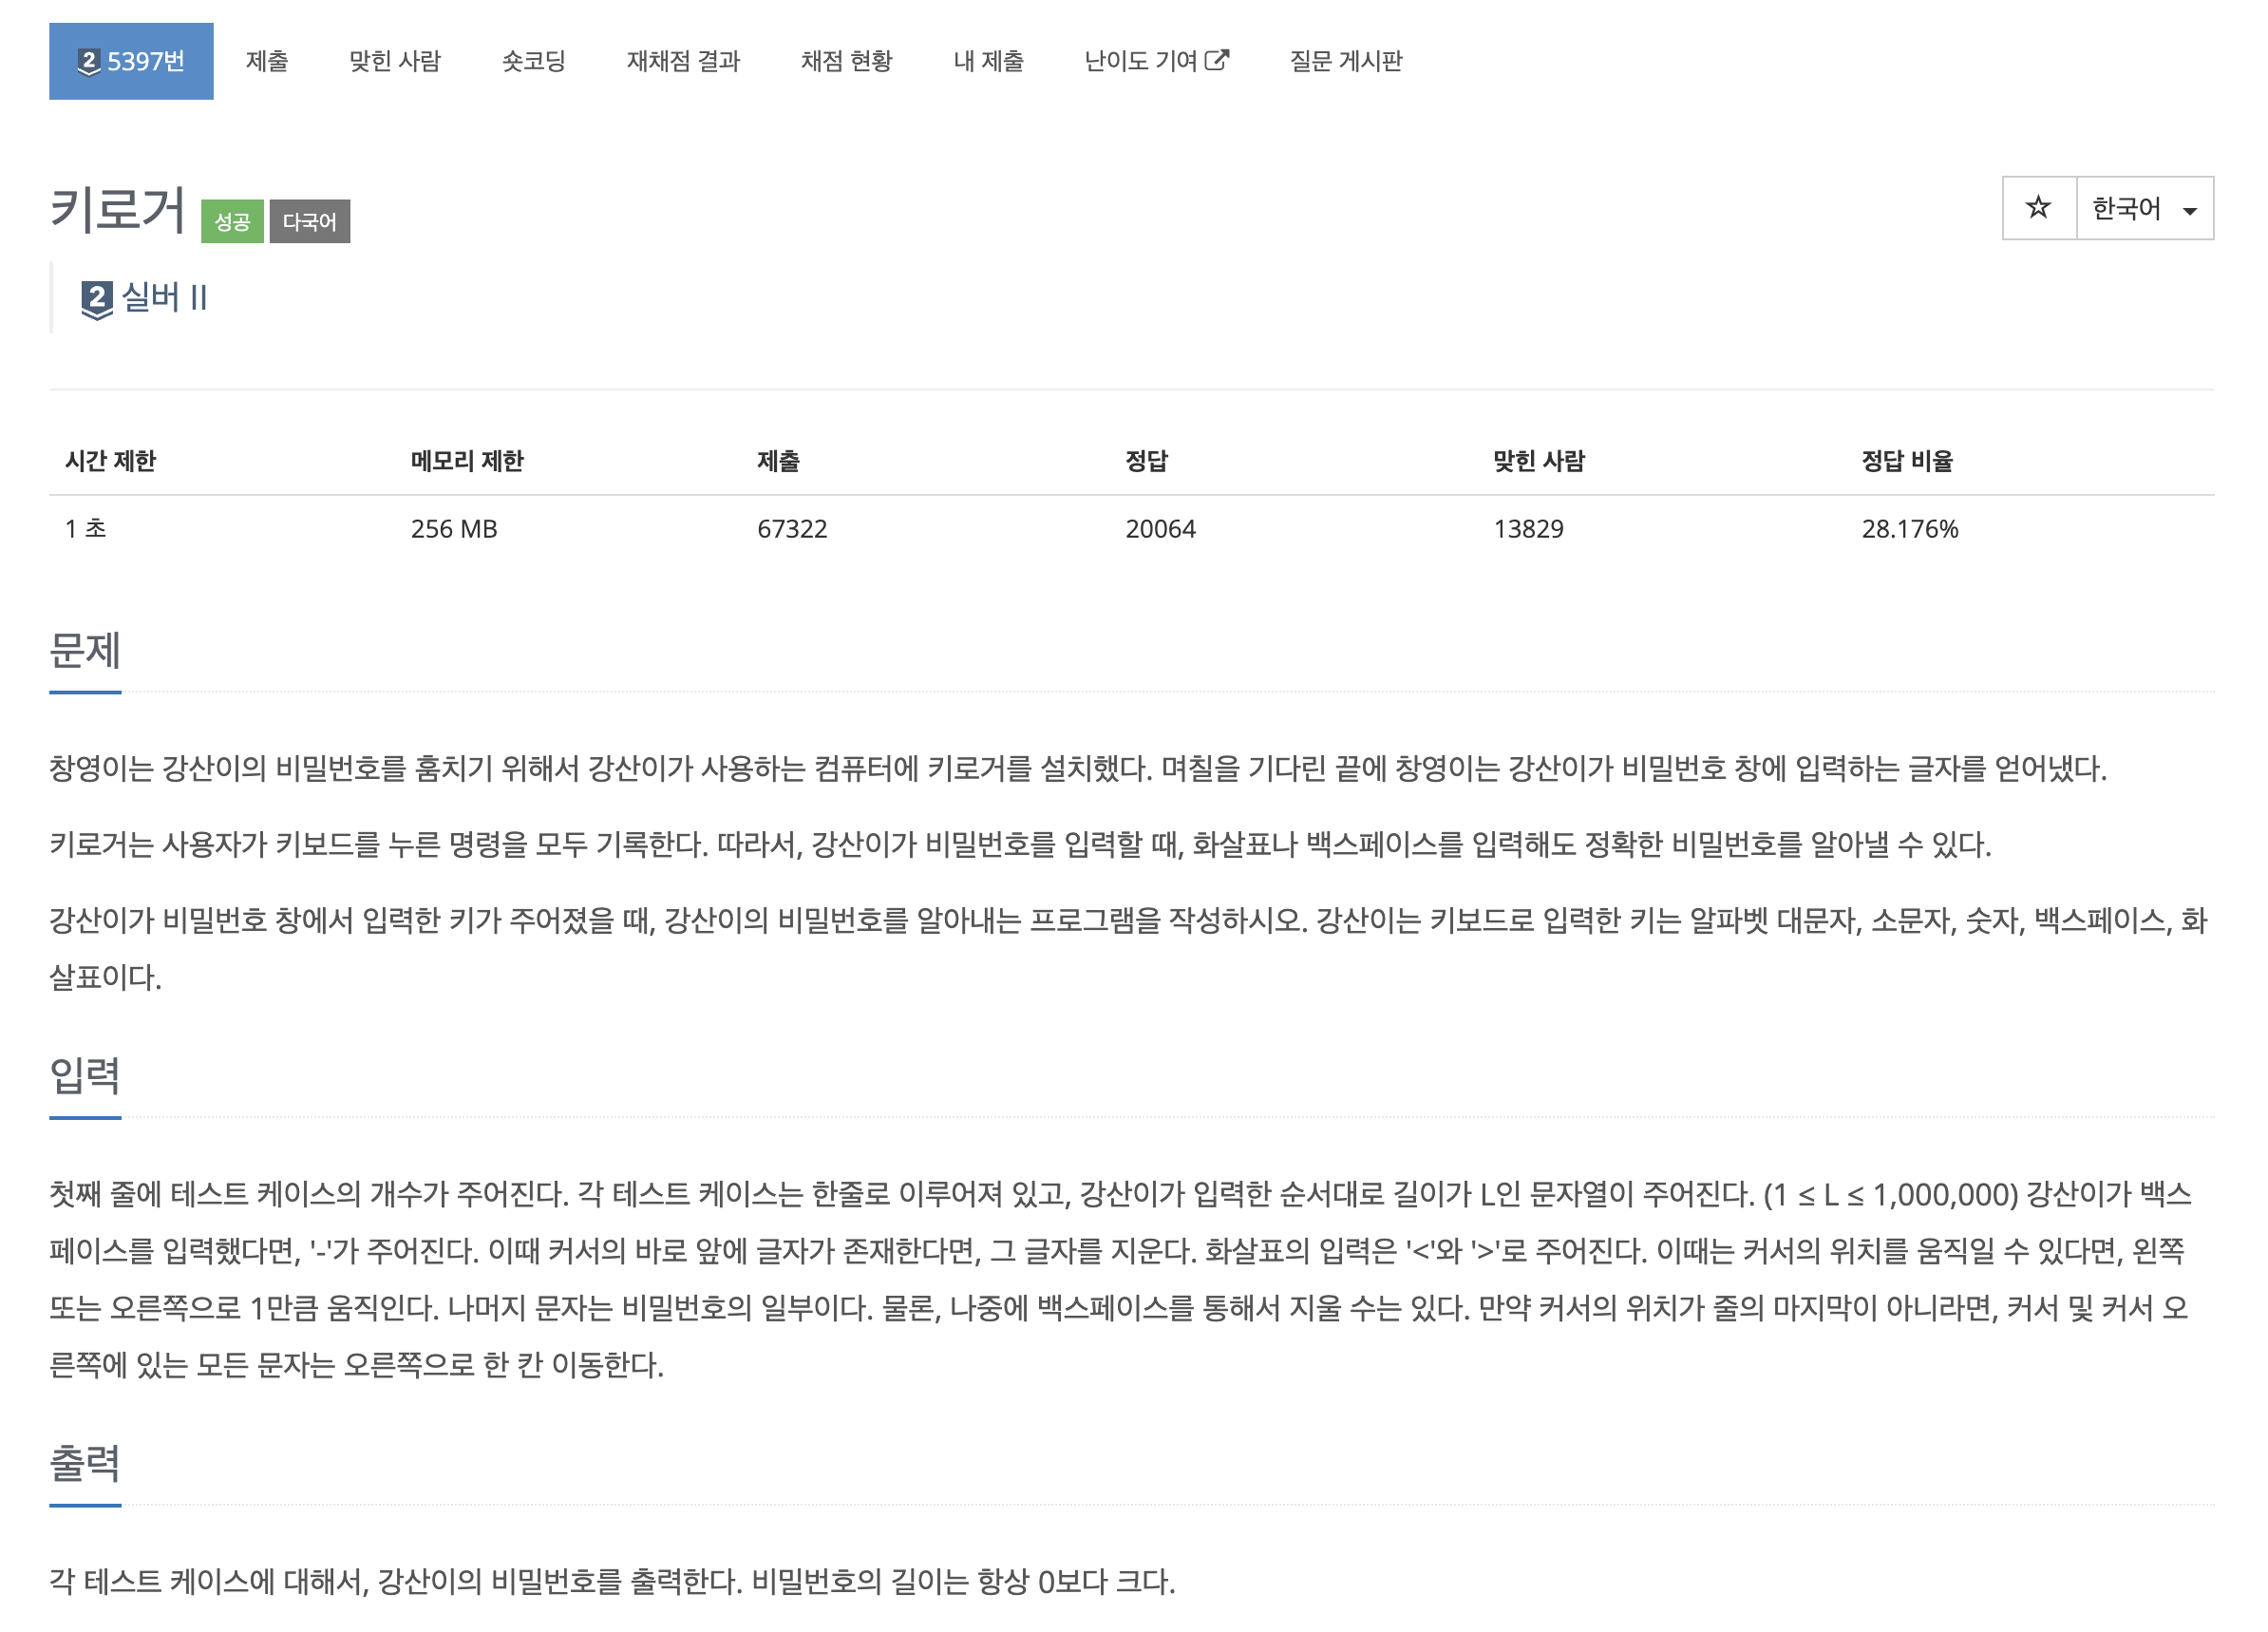 2 5397번 제출 맞힌 사람 숏코딩 재채점 결과 채점 현황 내 제출 난이도 기여 질문 게시판
키로거 성공 다국어 ☆ 한국어
2 실버 II
시간 제한 메모리 제한 제출 정답 맞힌 사람 정답 비율
1 초 256 MB 67322 20064 13829 28.176%
문제
창영이는 강산이의 비밀번호를 훔치기 위해서 강산이가 사용하는 컴퓨터에 키로거를 설치했다. 며칠을 기다린 끝에 창영이는 강산이가 비밀번호 창에 입력하는 글자를 얻어냈다.
키로거는 사용자가 키보드를 누른 명령을 모두 기록한다. 따라서, 강산이가 비밀번호를 입력할 때, 화살표나 백스페이스를 입력해도 정확한 비밀번호를 알아낼 수 있다.
강산이가 비밀번호 창에서 입력한 키가 주어졌을 때, 강산이의 비밀번호를 알아내는 프로그램을 작성하시오. 강산이는 키보드로 입력한 키는 알파벳 대문자, 소문자, 숫자, 백스페이스, 화
살표이다.
입력
첫째 줄에 테스트 케이스의 개수가 주어진다. 각 테스트 케이스는 한줄로 이루어져 있고, 강산이가 입력한 순서대로 길이가 L인 문자열이 주어진다. (1 ≤ L ≤ 1,000,000) 강산이가 백스
페이스를 입력했다면, '-'가 주어진다. 이때 커서의 바로 앞에 글자가 존재한다면, 그 글자를 지운다. 화살표의 입력은 '<'와 '>'로 주어진다. 이때는 커서의 위치를 움직일 수 있다면, 왼쪽
또는 오른쪽으로 1만큼 움직인다. 나머지 문자는 비밀번호의 일부이다. 물론, 나중에 백스페이스를 통해서 지울 수는 있다. 만약 커서의 위치가 줄의 마지막이 아니라면, 커서 및 커서 오
른쪽에 있는 모든 문자는 오른쪽으로 한 칸 이동한다.
출력
각 테스트 케이스에 대해서, 강산이의 비밀번호를 출력한다. 비밀번호의 길이는 항상 0보다 크다.